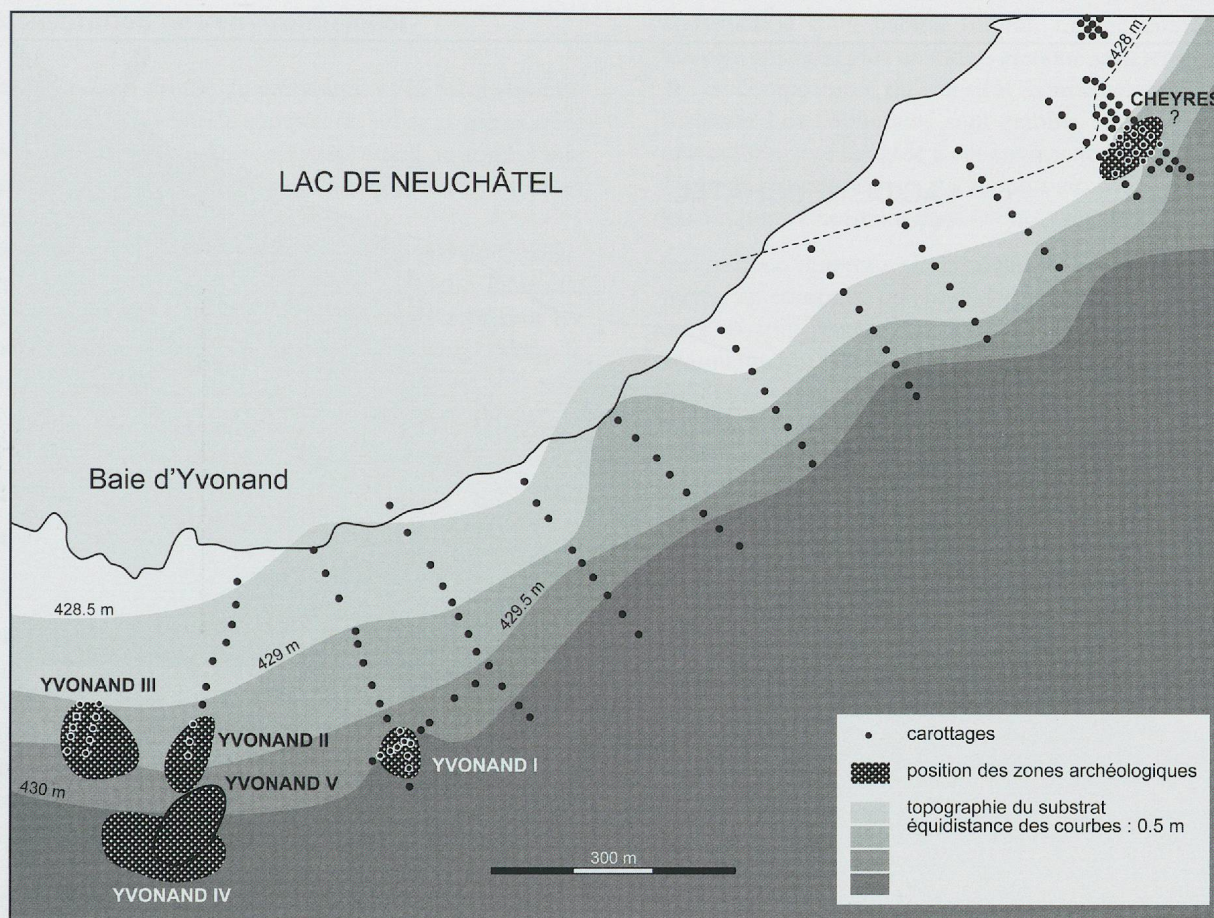 428 m
CHEYRES
?
LAC DE NEUCHÂTEL
Baie d'Yvonand
428.5 m
429 m
429.5 m
YVONAND III
YVONAND II
YVONAND I
YVONAND V
430 m
YVONAND IV
300 m
carottages
position des zones archéologiques
topographie du substrat
équidistance des courbes : 0.5 m